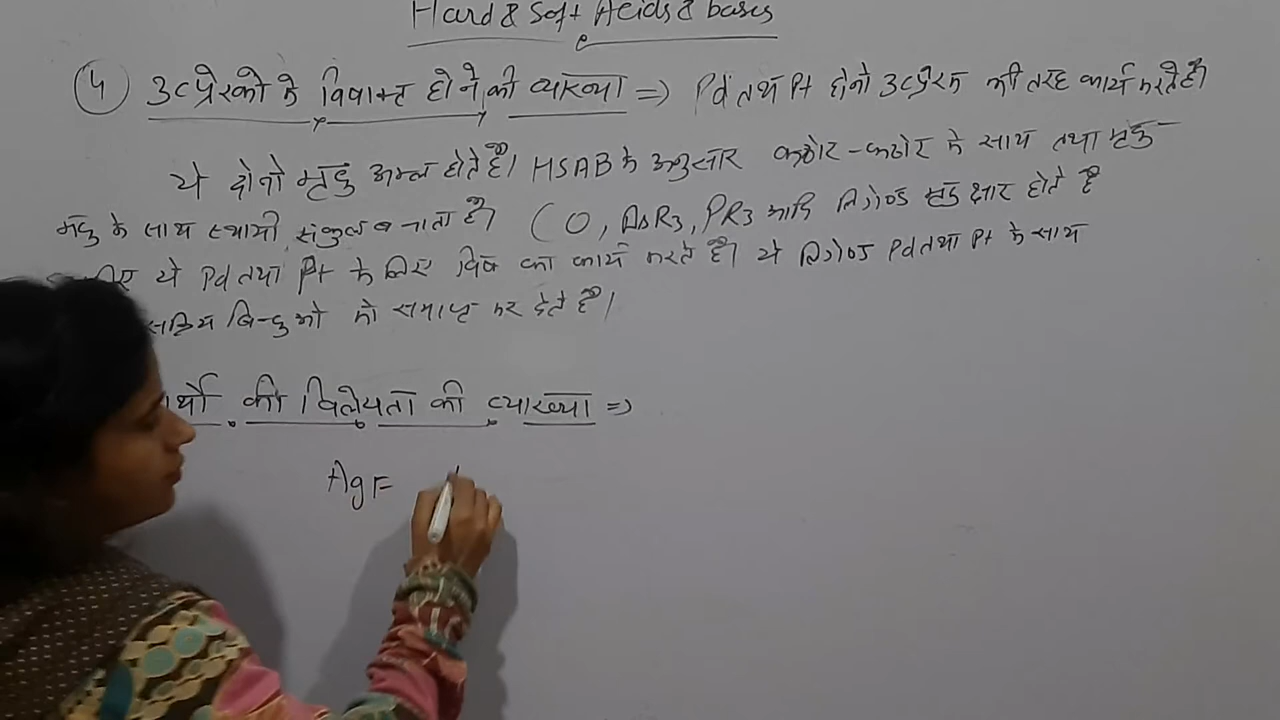 Hard & Soft Acids & bases
4 उत्प्रेरको के विषाक्त होने की व्याख्या => Pd तथा Pt दोनो उत्प्रेरक की तरह कार्य करते है।
ये दोनो मृदु अम्ल होते है। HSAB के अनुसार कठोर-कठोर के साथ तथा मृदु-
मृदु के साथ स्थायी संकुल बनाता है। CO, AsR3, PR3 आदि लिगेण्ड मृदु क्षार होते है
ये Pd तथा Pt के लिए विष का कार्य करते है। ये लिगेण्ड Pd तथा Pt के साथ
सक्रिय बिन्दुओ को समाप्त कर देते है।
की विलेयता की व्याख्या =>
AgF